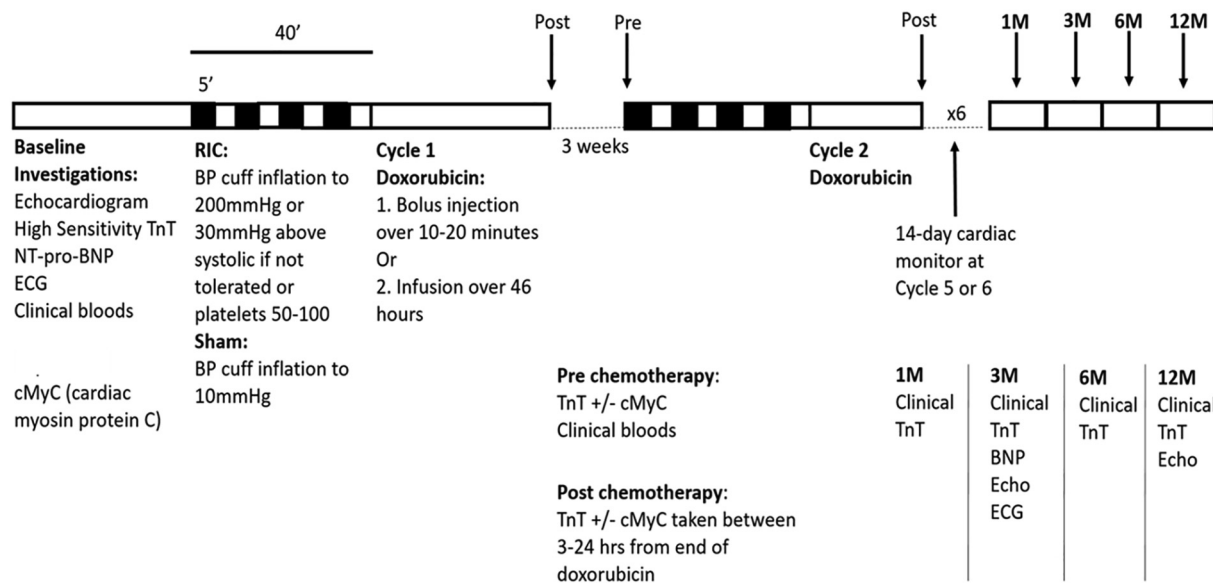 40’
5’
Post
Pre
Post
1M
3M
6M
12M
3 weeks
x6
Baseline
Investigations:
Echocardiogram
High Sensitivity TnT
NT-pro-BNP
ECG
Clinical bloods
cMyC (cardiac
myosin protein C)
RIC:
BP cuff inflation to
200mmHg or
30mmHg above
systolic if not
tolerated or
platelets 50-100
Sham:
BP cuff inflation to
10mmHg
Cycle 1
Doxorubicin:
1. Bolus injection
over 10-20 minutes
Or
2. Infusion over 46
hours
Cycle 2
Doxorubicin
14-day cardiac
monitor at
Cycle 5 or 6
Pre chemotherapy:
TnT +/- cMyC
Clinical bloods
Post chemotherapy:
TnT +/- cMyC taken between
3-24 hrs from end of
doxorubicin
1M
Clinical
TnT
3M
Clinical
TnT
BNP
Echo
ECG
6M
Clinical
TnT
12M
Clinical
TnT
Echo